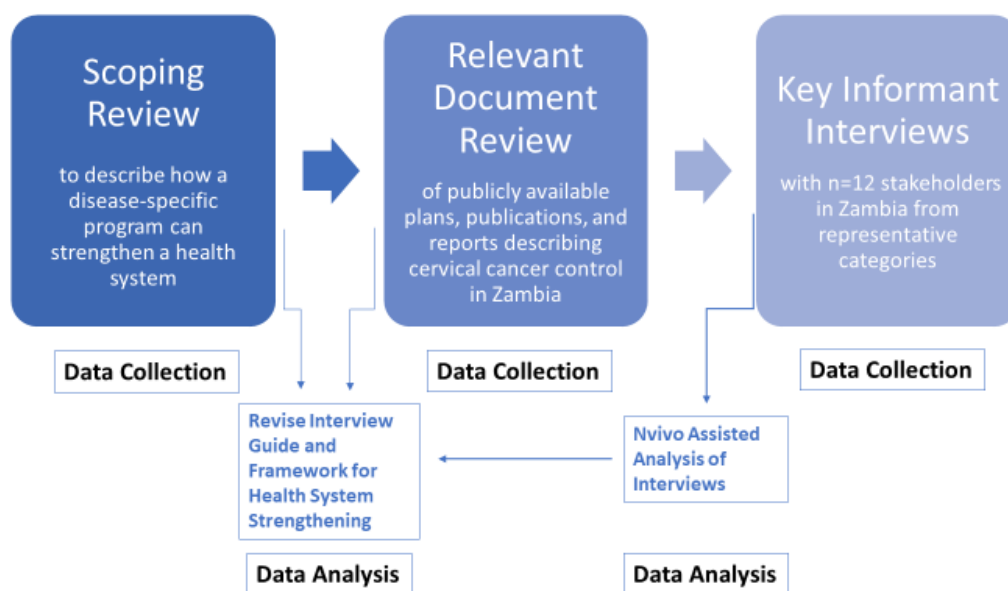 Scoping
Review
to describe how a
disease-specific
program can
strengthen a health
system
Relevant
Document
Review
of publicly available
plans, publications, and
reports describing
cervical cancer control
in Zambia
Key Informant
Interviews
with n=12 stakeholders
in Zambia from
representative
categories
Data Collection
Data Collection
Data Collection
Revise Interview
Guide and
Framework for
Health System
Strengthening
Nvivo Assisted
Analysis of
Interviews
Data Analysis
Data Analysis